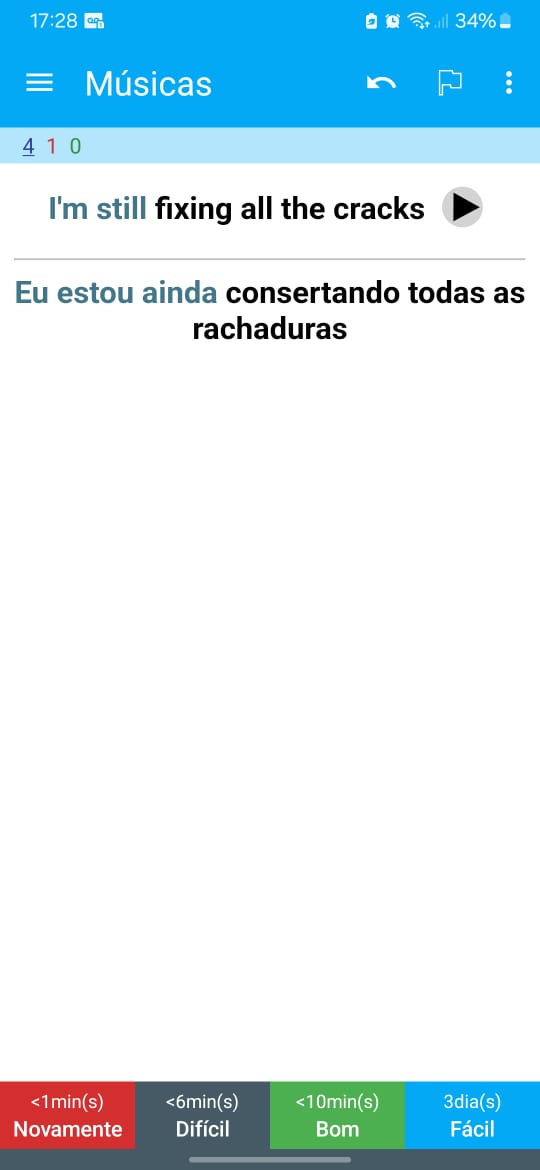 17:28 34%
Músicas
4 1 0
I'm still fixing all the cracks
Eu estou ainda consertando todas as
rachaduras
<1min(s) <6min(s) <10min(s) 3dia(s)
Novamente Difícil Bom Fácil